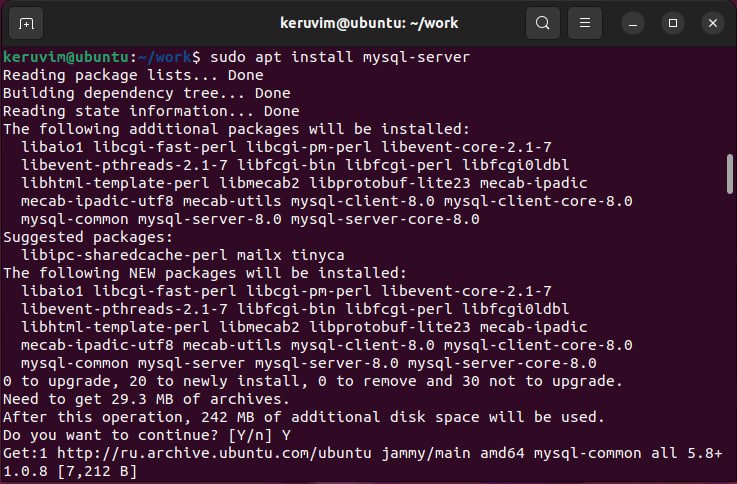 keruvim@ubuntu: ~/work
keruvim@ubuntu:~/work$ sudo apt install mysql-server
Reading package lists... Done
Building dependency tree... Done
Reading state information... Done
The following additional packages will be installed:
  libaio1 libcgi-fast-perl libcgi-pm-perl libevent-core-2.1-7
  libevent-pthreads-2.1-7 libfcgi-bin libfcgi-perl libfcgi0ldbl
  libhtml-template-perl libmecab2 libprotobuf-lite23 mecab-ipadic
  mecab-ipadic-utf8 mecab-utils mysql-client-8.0 mysql-client-core-8.0
  mysql-common mysql-server-8.0 mysql-server-core-8.0
Suggested packages:
  libipc-sharedcache-perl mailx tinyca
The following NEW packages will be installed:
  libaio1 libcgi-fast-perl libcgi-pm-perl libevent-core-2.1-7
  libevent-pthreads-2.1-7 libfcgi-bin libfcgi-perl libfcgi0ldbl
  libhtml-template-perl libmecab2 libprotobuf-lite23 mecab-ipadic
  mecab-ipadic-utf8 mecab-utils mysql-client-8.0 mysql-client-core-8.0
  mysql-common mysql-server mysql-server-8.0 mysql-server-core-8.0
0 to upgrade, 20 to newly install, 0 to remove and 30 not to upgrade.
Need to get 29.3 MB of archives.
After this operation, 242 MB of additional disk space will be used.
Do you want to continue? [Y/n] Y
Get:1 http://ru.archive.ubuntu.com/ubuntu jammy/main amd64 mysql-common all 5.8+
1.0.8 [7,212 B]